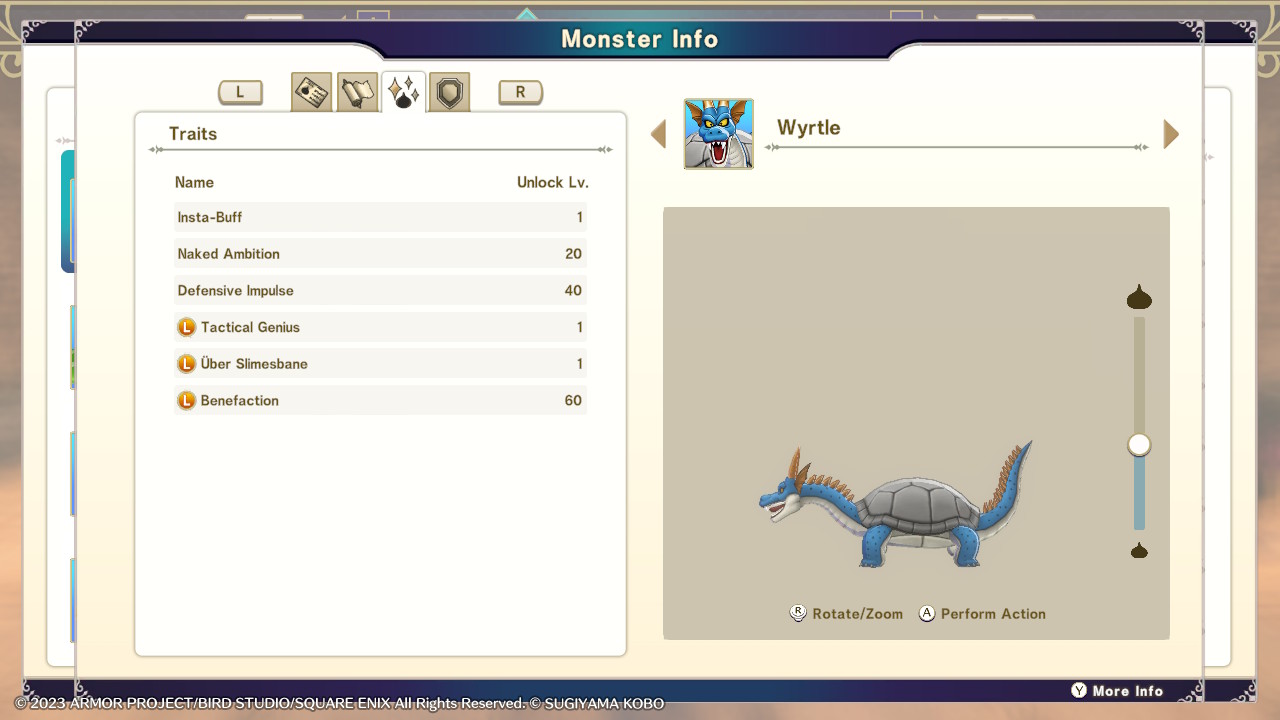 Monster Info
L
R
Traits
Name Unlock Lv.
Insta-Buff 1
Naked Ambition 20
Defensive Impulse 40
L Tactical Genius 1
L Über Slimesbane 1
L Benefaction 60
Wyrtle
R Rotate/Zoom A Perform Action
Y More Info
© 2023 ARMOR PROJECT/BIRD STUDIO/SQUARE ENIX All Rights Reserved. © SUGIYAMA KOBO